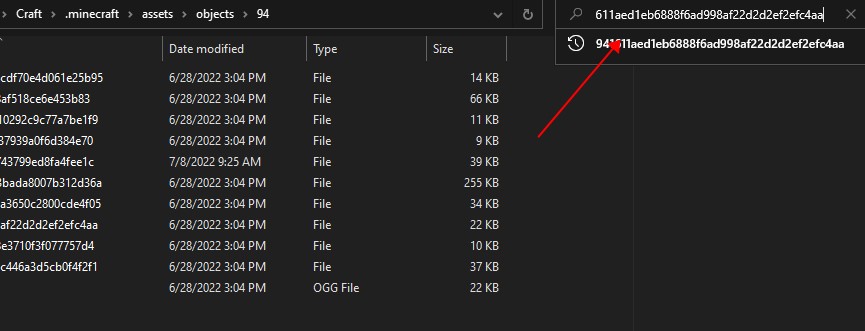 Craft > .minecraft > assets > objects > 94
611aed1eb6888f6ad998af22d2d2ef2efc4aa
941611aed1eb6888f6ad998af22d2d2ef2efc4aa
Date modified Type Size
cdf70e4d061e25b95 6/28/2022 3:04 PM File 14 KB
af518ce6e453b83 6/28/2022 3:04 PM File 66 KB
10292c9c77a7be1f9 6/28/2022 3:04 PM File 11 KB
37939a0f6d384e70 6/28/2022 3:04 PM File 9 KB
743799ed8fa4fee1c 7/8/2022 9:25 AM File 39 KB
bada8007b312d36a 6/28/2022 3:04 PM File 255 KB
a3650c2800cde4f05 6/28/2022 3:04 PM File 34 KB
af22d2d2ef2efc4aa 6/28/2022 3:04 PM File 22 KB
3e3710f3f077757d4 6/28/2022 3:04 PM File 10 KB
c446a3d5cb0f4f2f1 6/28/2022 3:04 PM File 37 KB
6/28/2022 3:04 PM OGG File 22 KB